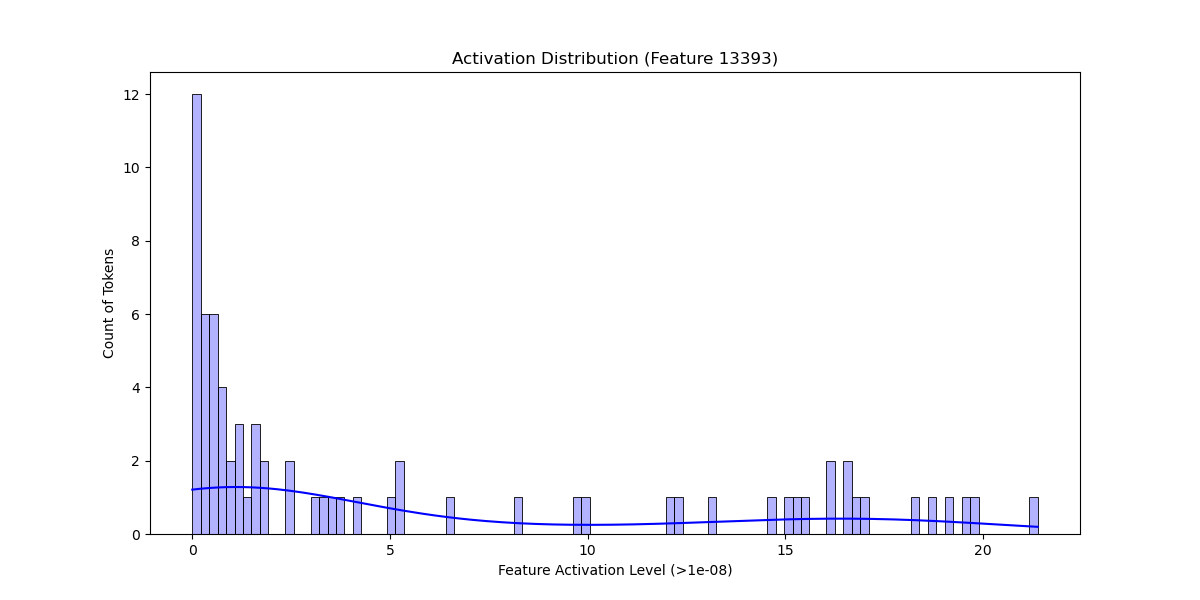 Activation Distribution (Feature 13393)
12
10
8
6
4
2
0
Count of Tokens
0 5 10 15 20
Feature Activation Level (>1e-08)